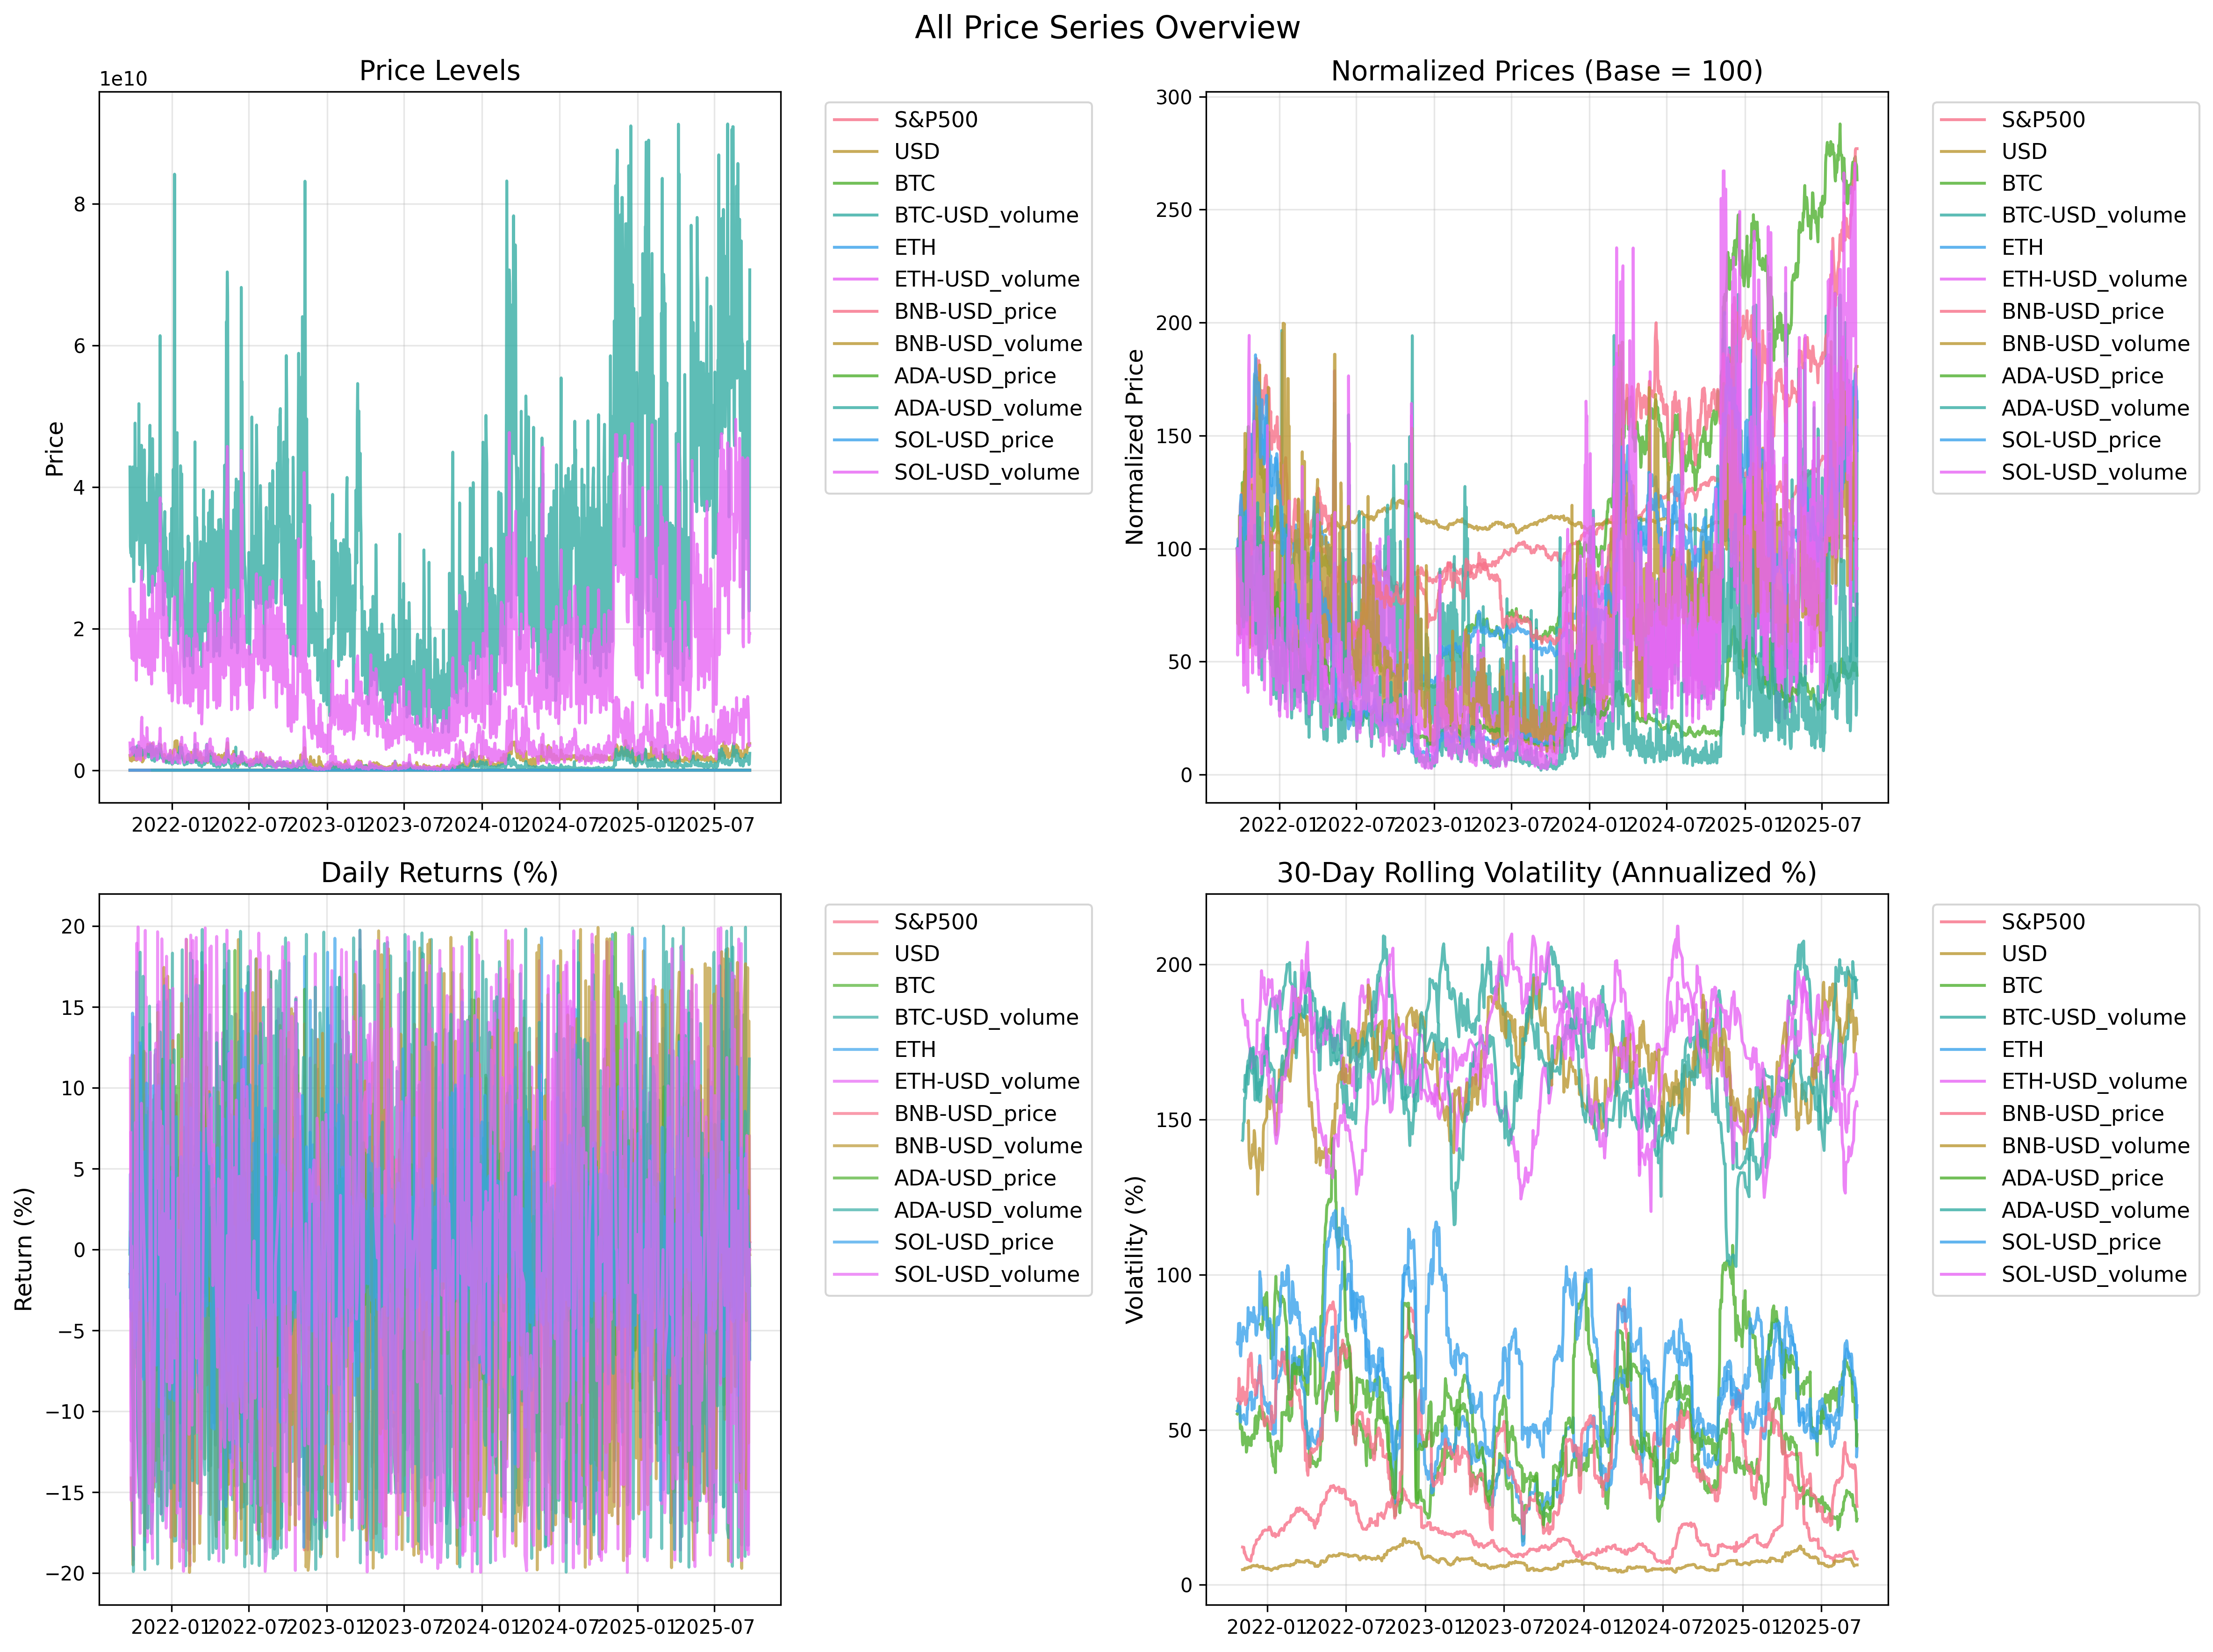 All Price Series Overview
Price Levels
1e10
Price
8
6
4
2
0
2022-01 2022-07 2023-01 2023-07 2024-01 2024-07 2025-01 2025-07
S&P500
USD
BTC
BTC-USD_volume
ETH
ETH-USD_volume
BNB-USD_price
BNB-USD_volume
ADA-USD_price
ADA-USD_volume
SOL-USD_price
SOL-USD_volume
Normalized Prices (Base = 100)
Normalized Price
300
250
200
150
100
50
0
2022-01 2022-07 2023-01 2023-07 2024-01 2024-07 2025-01 2025-07
S&P500
USD
BTC
BTC-USD_volume
ETH
ETH-USD_volume
BNB-USD_price
BNB-USD_volume
ADA-USD_price
ADA-USD_volume
SOL-USD_price
SOL-USD_volume
Daily Returns (%)
Return (%)
20
15
10
5
0
−5
−10
−15
−20
2022-01 2022-07 2023-01 2023-07 2024-01 2024-07 2025-01 2025-07
S&P500
USD
BTC
BTC-USD_volume
ETH
ETH-USD_volume
BNB-USD_price
BNB-USD_volume
ADA-USD_price
ADA-USD_volume
SOL-USD_price
SOL-USD_volume
30-Day Rolling Volatility (Annualized %)
Volatility (%)
200
150
100
50
0
2022-01 2022-07 2023-01 2023-07 2024-01 2024-07 2025-01 2025-07
S&P500
USD
BTC
BTC-USD_volume
ETH
ETH-USD_volume
BNB-USD_price
BNB-USD_volume
ADA-USD_price
ADA-USD_volume
SOL-USD_price
SOL-USD_volume